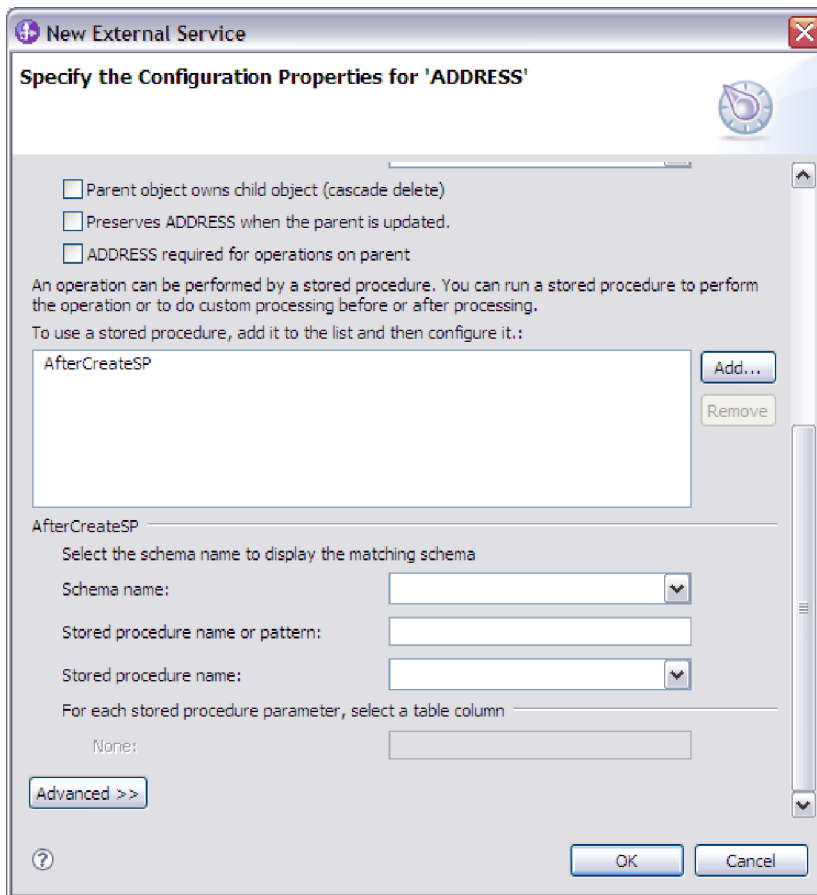 New External Service
Specify the Configuration Properties for 'ADDRESS'
Parent object owns child object (cascade delete)
Preserves ADDRESS when the parent is updated.
ADDRESS required for operations on parent
An operation can be performed by a stored procedure. You can run a stored procedure to perform
the operation or to do custom processing before or after processing.
To use a stored procedure, add it to the list and then configure it.:
AfterCreateSP
Add...
Remove
AfterCreateSP
Select the schema name to display the matching schema
Schema name:
Stored procedure name or pattern:
Stored procedure name:
For each stored procedure parameter, select a table column
None:
Advanced >>
?
OK
Cancel